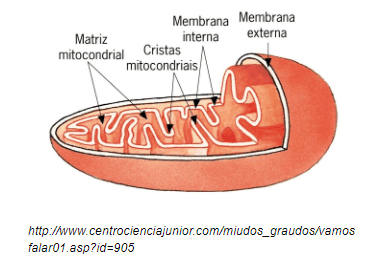 Matriz
mitocondrial
Cristas
mitocondriais
Membrana
interna
Membrana
externa
http://www.centrocienciajunior.com/miudos_graudos/vamos
falar01.asp?id=905